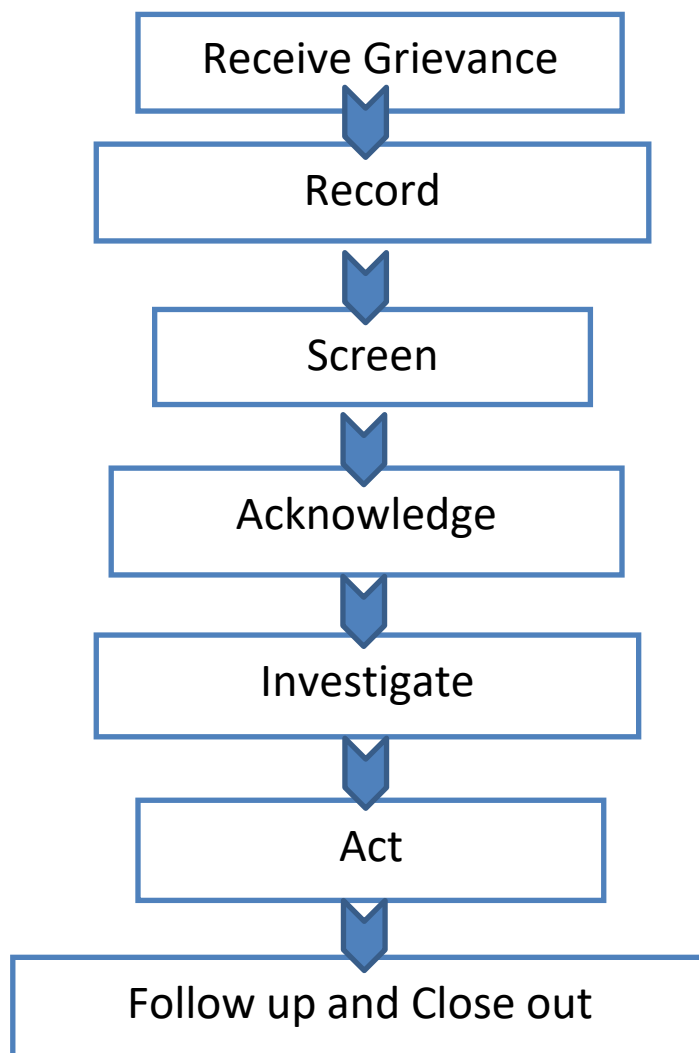 Receive Grievance
Record
Screen
Acknowledge
Investigate
Act
Follow up and Close out